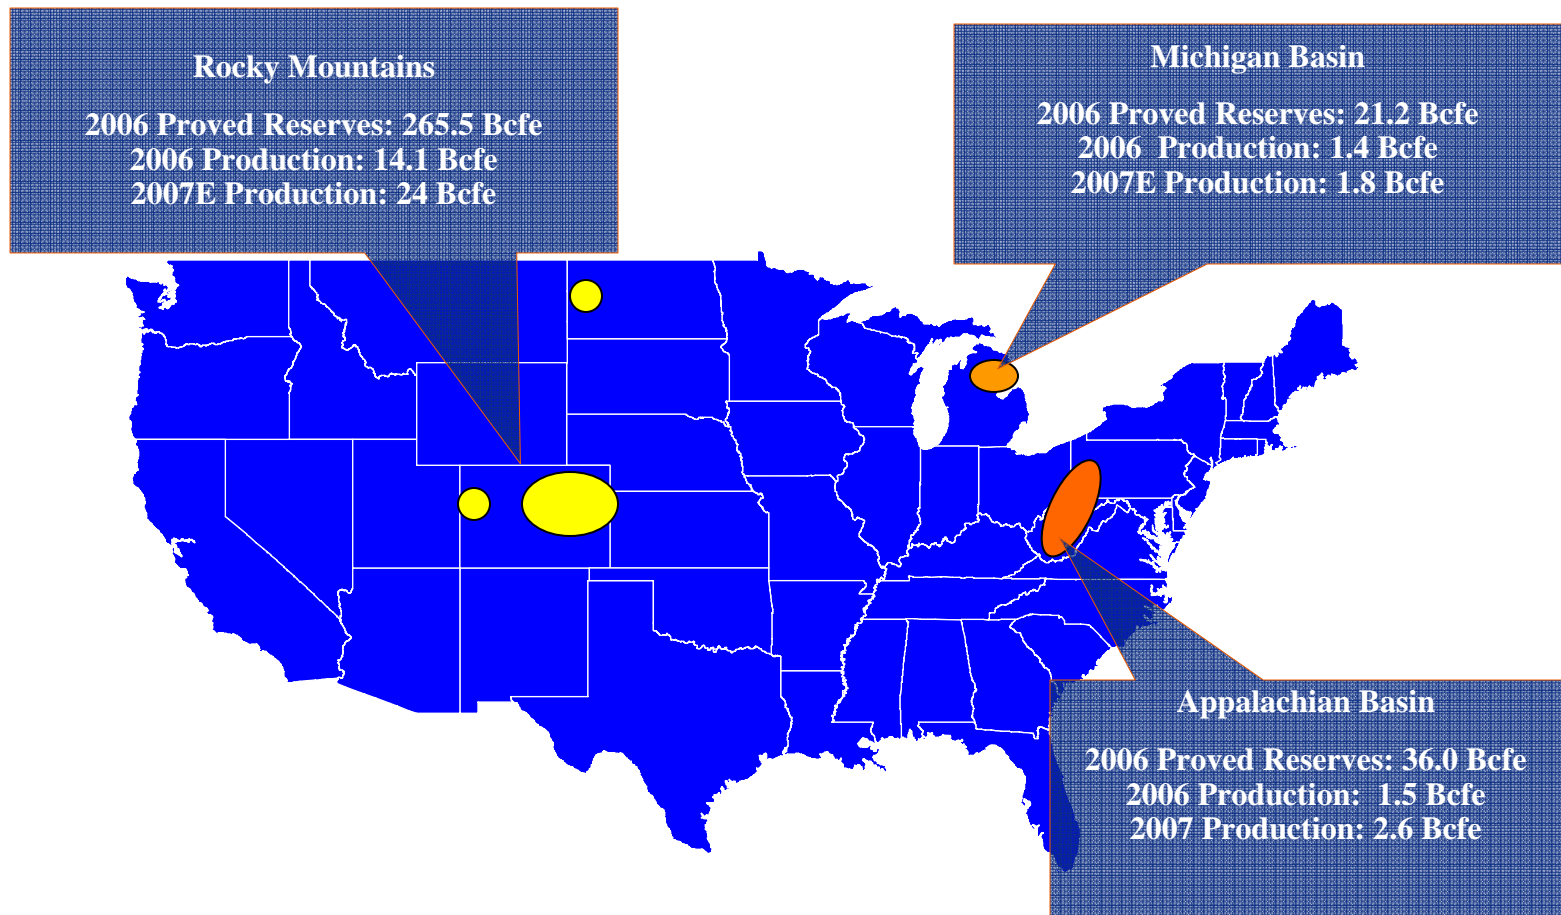 Rocky Mountains
2006 Proved Reserves: 265.5 Bcfe
2006 Production: 14.1 Bcfe
2007E Production: 24 Bcfe
Michigan Basin
2006 Proved Reserves: 21.2 Bcfe
2006 Production: 1.4 Bcfe
2007E Production: 1.8 Bcfe
Appalachian Basin
2006 Proved Reserves: 36.0 Bcfe
2006 Production: 1.5 Bcfe
2007 Production: 2.6 Bcfe